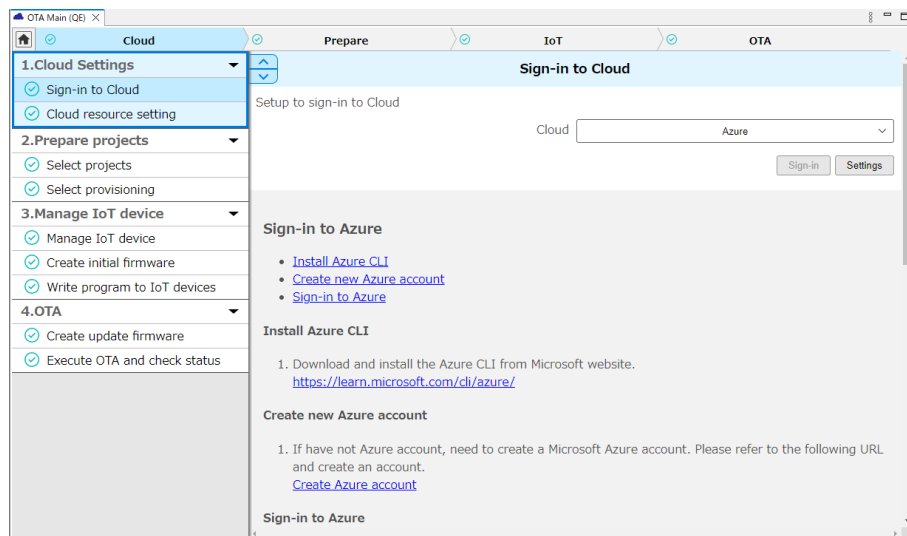 OTA Main (QE)
Cloud
Prepare
IoT
OTA
1.Cloud Settings
Sign-in to Cloud
Cloud resource setting
2.Prepare projects
Select projects
Select provisioning
3.Manage IoT device
Manage IoT device
Create initial firmware
Write program to IoT devices
4.OTA
Create update firmware
Execute OTA and check status
Sign-in to Cloud
Setup to sign-in to Cloud
Cloud Azure
Sign-in Settings
Sign-in to Azure
• Install Azure CLI
• Create new Azure account
• Sign-in to Azure
Install Azure CLI
1. Download and install the Azure CLI from Microsoft website.
https://learn.microsoft.com/cli/azure/
Create new Azure account
1. If have not Azure account, need to create a Microsoft Azure account. Please refer to the following URL
and create an account.
Create Azure account
Sign-in to Azure